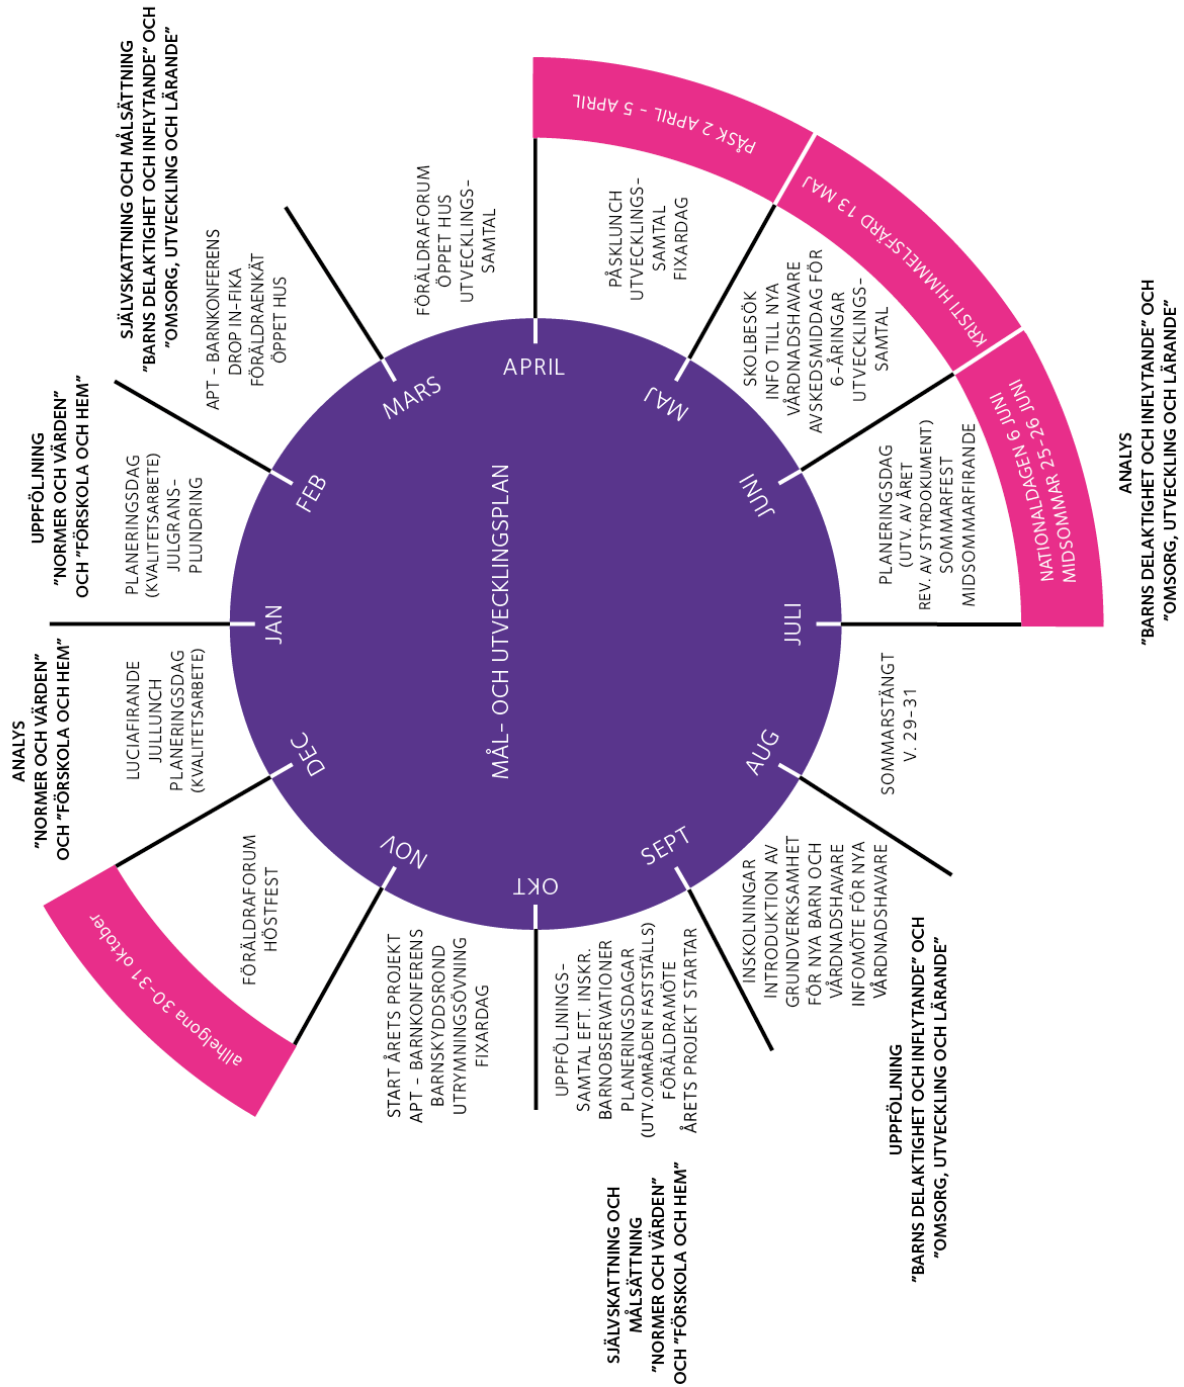 MÅL- OCH UTVECKLINGSPLAN
JAN
FEB
MARS
APRIL
MAJ
JUNI
JULI
AUG
SEPT
OKT
NOV
DEC
UPPFÖLJNING
”NORMER OCH VÄRDEN”
OCH ”FÖRSKOLA OCH HEM”
PLANERINGSDAG
(KVALITETSARBETE)
JULGRANS-
PLUNDRING
SJÄLVSKATTNING OCH MÅLSÄTTNING
”BARNS DELAKTIGHET OCH INFLYTANDE” OCH
”OMSORG, UTVECKLING OCH LÄRANDE”
APT - BARNKONFERENS
DROP IN-FIKA
FÖRÄLDRAENKÄT
ÖPPET HUS
FÖRÄLDRAFORUM
ÖPPET HUS
UTVECKLINGS-
SAMTAL
PÅSK 2 APRIL - 5 APRIL
PÅSKLUNCH
UTVECKLINGS-
SAMTAL
FIXARDAG
KRISTI HIMMELSFÄRD 13 MAJ
SKOLBESÖK
INFO TILL NYA
VÅRDNADSHAVARE
AVSKEDSMIDDAG FÖR
6-ÅRINGAR
UTVECKLINGS-
SAMTAL
NATIONALDAGEN 6 JUNI
MIDSOMMAR 25-26 JUNI
PLANERINGSDAG
(UTV. AV ÅRET
REV. AV STYRDOKUMENT)
SOMMARFEST
MIDSOMMARFIRANDE
ANALYS
”BARNS DELAKTIGHET OCH INFLYTANDE” OCH
”OMSORG, UTVECKLING OCH LÄRANDE”
SOMMARSTÄNGT
V. 29-31
INSKOLNINGAR
INTRODUKTION AV
GRUNDVERKSAMHET
FÖR NYA BARN OCH
VÅRDNADSHAVARE
INFOMÖTE FÖR NYA
VÅRDNADSHAVARE
UPPFÖLJNING
”BARNS DELAKTIGHET OCH INFLYTANDE” OCH
”OMSORG, UTVECKLING OCH LÄRANDE”
UPPFÖLJNINGS-
SAMTAL EFT. INSKR.
BARNOBSERVATIONER
PLANERINGSDAGAR
(UTV.OMRÅDEN FASTSTÄLLS)
FÖRÄLDRAMÖTE
ÅRETS PROJEKT STARTAR
SJÄLVSKATTNING OCH
MÅLSÄTTNING
”NORMER OCH VÄRDEN”
OCH ”FÖRSKOLA OCH HEM”
START ÅRETS PROJEKT
APT - BARNKONFERENS
BARNSKYDDSROND
UTRYMNINGSÖVNING
FIXARDAG
allhelgona 30-31 oktober
FÖRÄLDRAFORUM
HÖSTFEST
ANALYS
”NORMER OCH VÄRDEN”
OCH ”FÖRSKOLA OCH HEM”
LUCIAFIRANDE
JULLUNCH
PLANERINGSDAG
(KVALITETSARBETE)